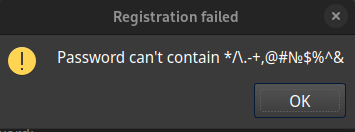 Registration failed
Password can't contain */\.-+,@#№$%^&
OK